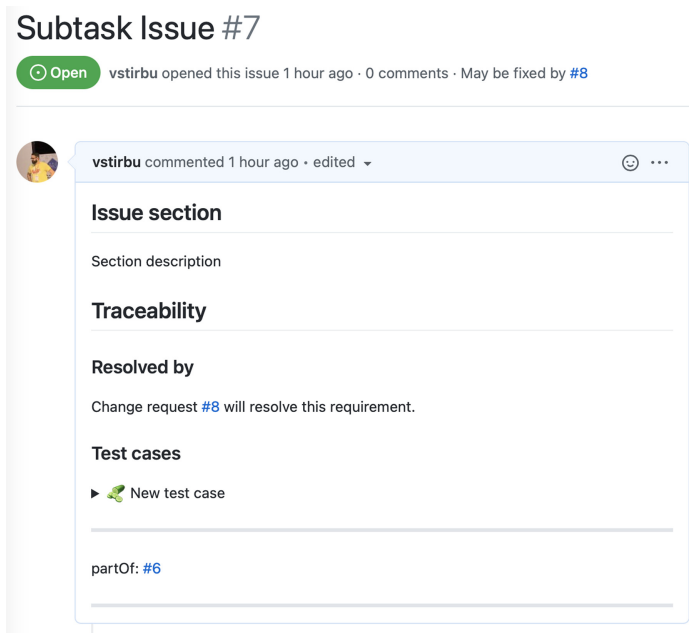 Subtask Issue #7
Open vstirbu opened this issue 1 hour ago · 0 comments · May be fixed by #8
vstirbu commented 1 hour ago • edited
Issue section
Section description
Traceability
Resolved by
Change request #8 will resolve this requirement.
Test cases
New test case
partOf: #6